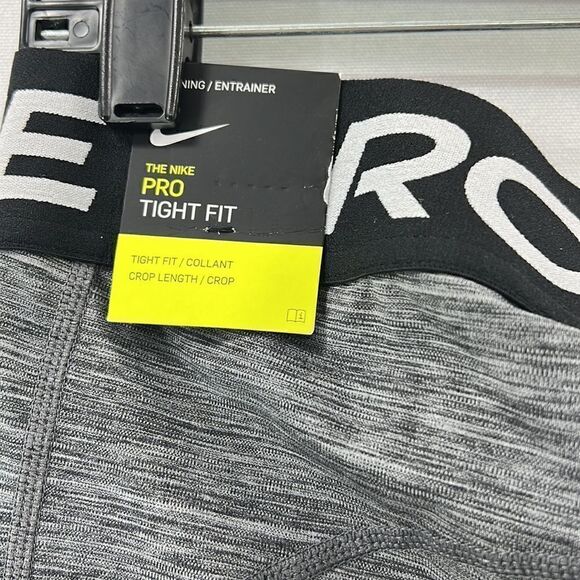 NING / ENTRAINER
THE NIKE
PRO
TIGHT FIT
TIGHT FIT / COLLANT
CROP LENGTH / CROP
E RO